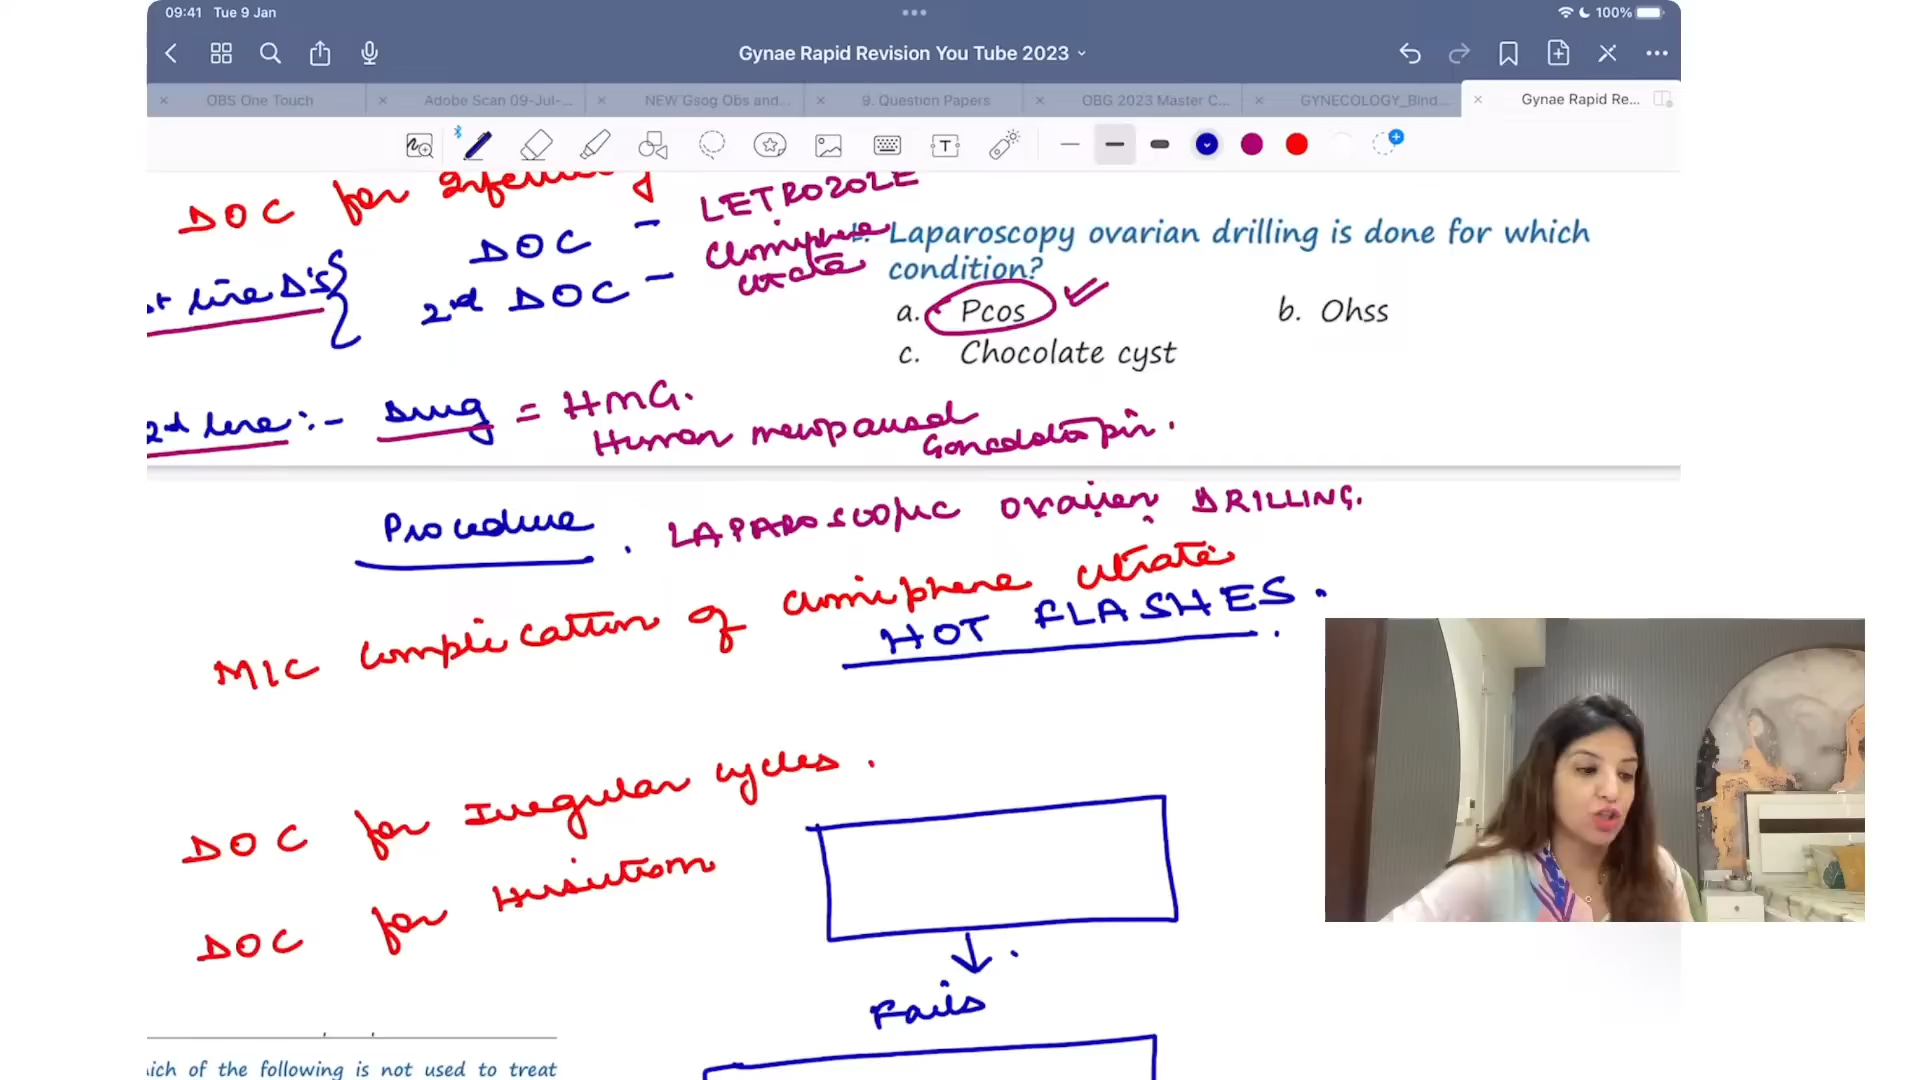 09:41 Tue 9 Jan
100%
Gynae Rapid Revision You Tube 2023
OBS One Touch
Adobe Scan 09-Jul-...
NEW Gsog Obs and...
9. Question Papers
OBG 2023 Master C...
GYNECOLOGY_Bind...
Gynae Rapid Re...
DOC for Infertility
DOC - LETROZOLE
line D's
2nd DOC - Clomiphene citrate
Laparoscopy ovarian drilling is done for which
condition?
a. Pcos
b. Ohss
c. Chocolate cyst
2nd line :- Drug = HMG.
Human menopausal
Gonadotropin.
Procedure . LAPAROSCOPIC OVARIAN DRILLING.
M/C complication of clomiphene citrate
HOT FLASHES.
DOC for Irregular cycles.
DOC for Hirsutism
Fails
of the following is not used to treat